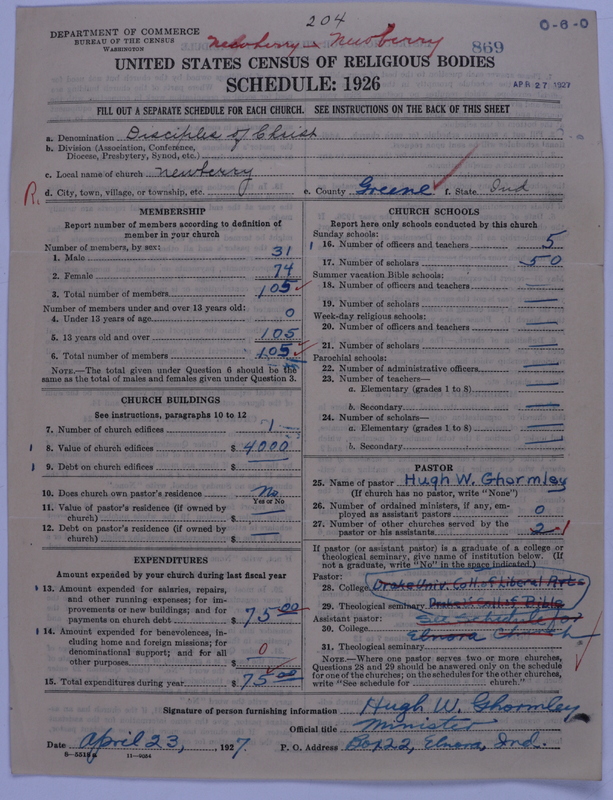 204
DEPARTMENT OF COMMERCE
BUREAU OF THE CENSUS
WASHINGTON
Newberry Newberry
869
0-6-0
UNITED STATES CENSUS OF RELIGIOUS BODIES
SCHEDULE: 1926
APR 27 1927
FILL OUT A SEPARATE SCHEDULE FOR EACH CHURCH. SEE INSTRUCTIONS ON THE BACK OF THIS SHEET
a. Denomination Disciples of Christ
b. Division (Association, Conference,
Diocese, Presbytery, Synod, etc.)
c. Local name of church Newberry
R. d. City, town, village, or township, etc. e. County Greene f. State Ind
MEMBERSHIP
Report number of members according to definition of
member in your church
Number of members, by sex:
1. Male 31
2. Female 74
3. Total number of members 105
Number of members under and over 13 years old:
4. Under 13 years of age 0
5. 13 years old and over 105
6. Total number of members 105
NOTE.—The total given under Question 6 should be the
same as the total of males and females given under Question 3.
CHURCH BUILDINGS
See instructions, paragraphs 10 to 12
7. Number of church edifices 1
8. Value of church edifices $ 4000
9. Debt on church edifices $ —
10. Does church own pastor's residence No
Yes or No
11. Value of pastor's residence (if owned by
church) $ —
12. Debt on pastor's residence (if owned by
church) $ —
EXPENDITURES
Amount expended by your church during last fiscal year
13. Amount expended for salaries, repairs,
and other running expenses; for im-
provements or new buildings; and for
payments on church debt $ 75.00
14. Amount expended for benevolences, in-
cluding home and foreign missions; for
denominational support; and for all
other purposes 0 —
15. Total expenditures during year $ 75.00
CHURCH SCHOOLS
Report here only schools conducted by this church
Sunday schools:
16. Number of officers and teachers 5
17. Number of scholars 50
Summer vacation Bible schools:
18. Number of officers and teachers —
19. Number of scholars —
Week-day religious schools:
20. Number of officers and teachers —
21. Number of scholars —
Parochial schools:
22. Number of administrative officers —
23. Number of teachers—
a. Elementary (grades 1 to 8) —
b. Secondary —
24. Number of scholars—
a. Elementary (grades 1 to 8) —
b. Secondary —
PASTOR
25. Name of pastor Hugh W. Ghormley
(If church has no pastor, write "None")
26. Number of ordained ministers, if any, em-
ployed as assistant pastors 0
27. Number of other churches served by the
pastor or his assistants 2 1
If pastor (or assistant pastor) is a graduate of a college or
theological seminary, give name of institution below. (If
not a graduate, write "No" in the space indicated.)
Pastor:
28. College Drake Univ. Coll. of Liberal Arts
29. Theological seminary Drake U. Coll. of Bible
Assistant pastor: See Schedule for
30. College Elnora Church
31. Theological seminary
NOTE.—Where one pastor serves two or more churches,
Questions 28 and 29 should be answered only on the schedule
for one of the churches; on the schedules for the other churches,
write "See schedule for church."
Signature of person furnishing information Hugh W. Ghormley
Official title Minister
Date April 23, 1927. P. O. Address Box 22, Elnora, Ind.
8-5518a 11-9084